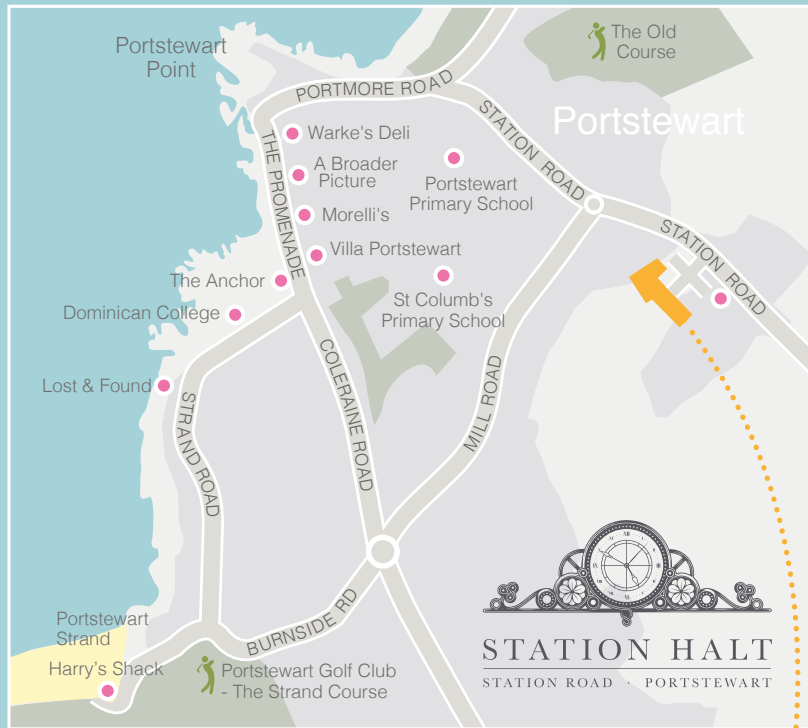 The Old
Course
Portstewart
Point
PORTMORE ROAD
STATION ROAD
Portstewart
THE PROMENADE
Warke's Deli
A Broader
Picture
Portstewart
Primary School
Morelli's
STATION ROAD
Villa Portstewart
The Anchor
St Columb's
Primary School
Dominican College
Lost & Found
COLERAINE ROAD
MILL ROAD
STRAND ROAD
Portstewart
Strand
BURNSIDE RD
Harry's Shack
Portstewart Golf Club
- The Strand Course
XII
STATION HALT
STATION ROAD · PORTSTEWART